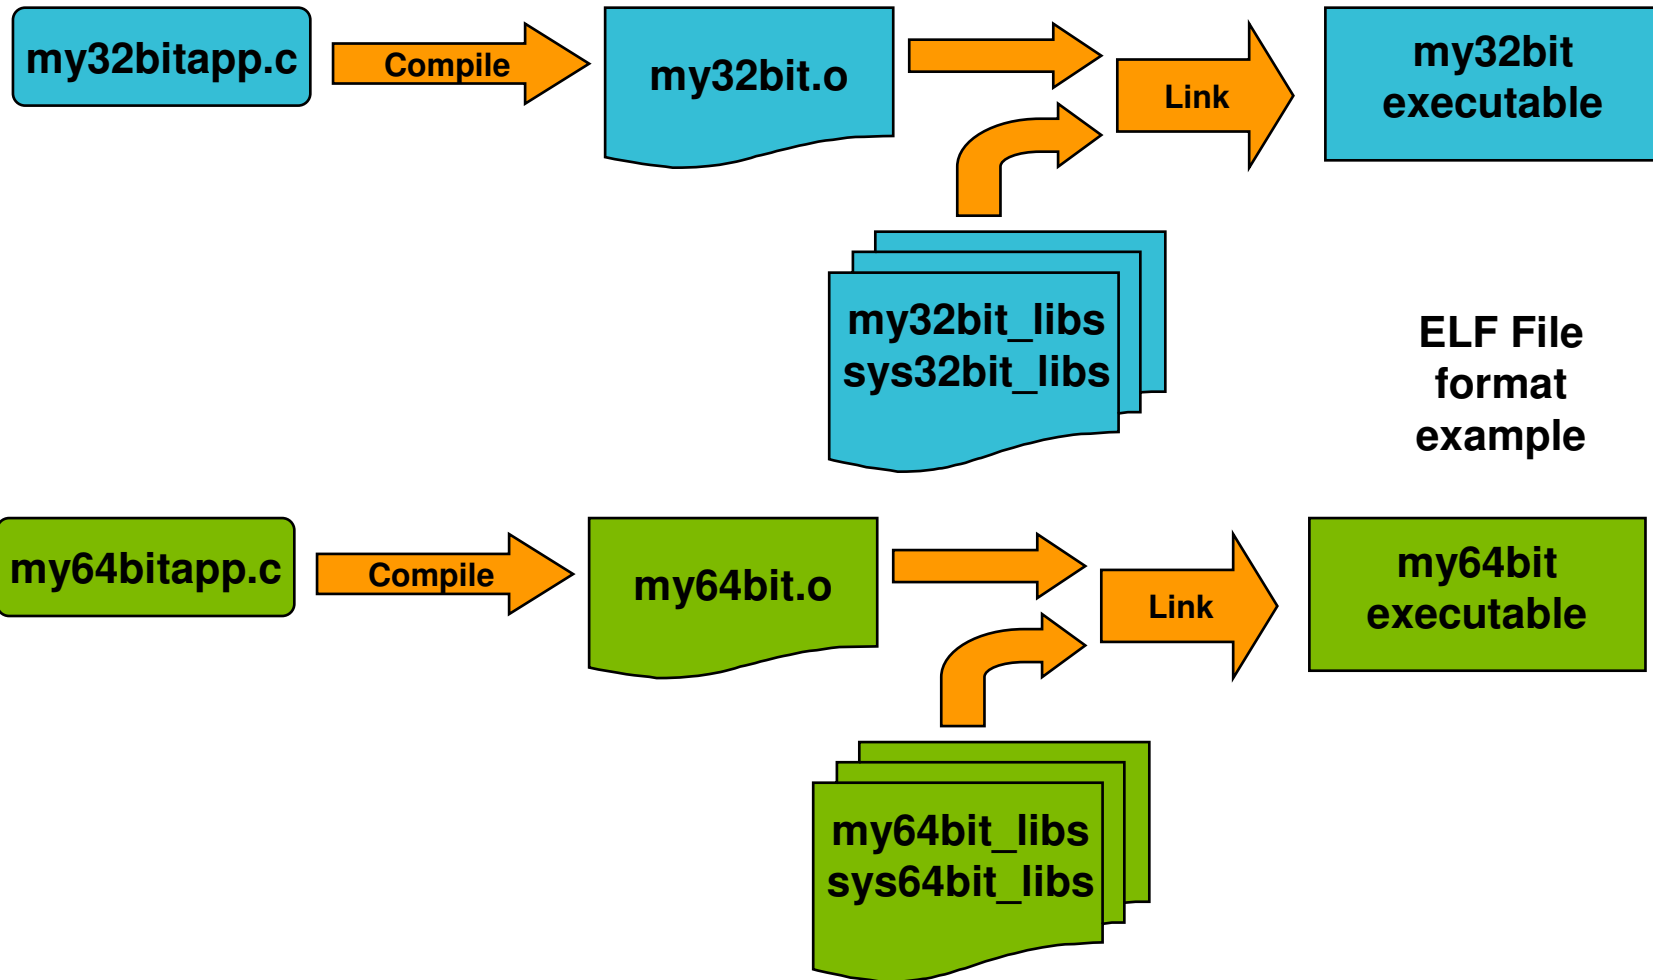 my32bitapp.c
Compile
my32bit.o
Link
my32bit
executable
my32bit_libs
sys32bit_libs
ELF File
format
example
my64bitapp.c
Compile
my64bit.o
Link
my64bit
executable
my64bit_libs
sys64bit_libs